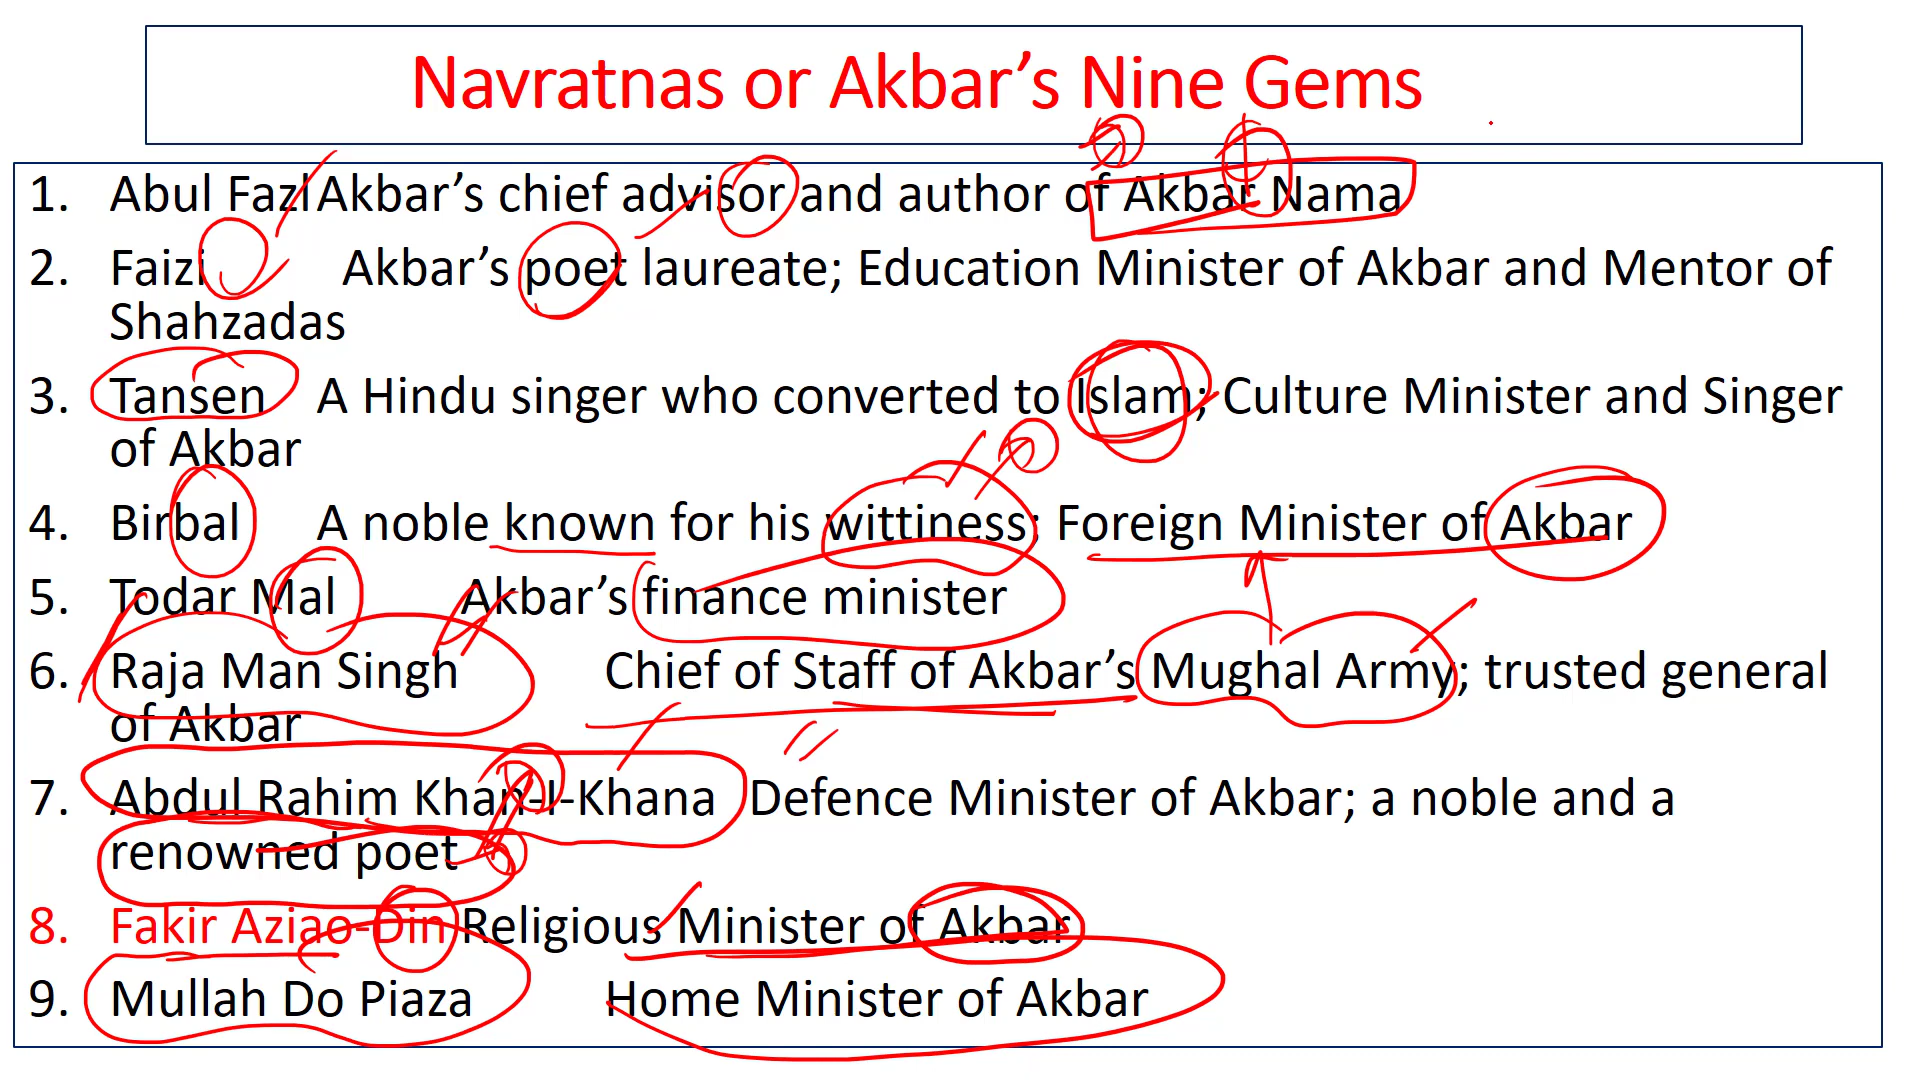 Navratnas or Akbar’s Nine Gems
1. Abul Fazl Akbar’s chief advisor and author of Akbar Nama
2. Faizi Akbar’s poet laureate; Education Minister of Akbar and Mentor of
Shahzadas
3. Tansen A Hindu singer who converted to Islam; Culture Minister and Singer
of Akbar
4. Birbal A noble known for his wittiness; Foreign Minister of Akbar
5. Todar Mal Akbar’s finance minister
6. Raja Man Singh Chief of Staff of Akbar’s Mughal Army; trusted general
of Akbar
7. Abdul Rahim Khan-I-Khana Defence Minister of Akbar; a noble and a
renowned poet
8. Fakir Aziao-Din Religious Minister of Akbar
9. Mullah Do Piaza Home Minister of Akbar